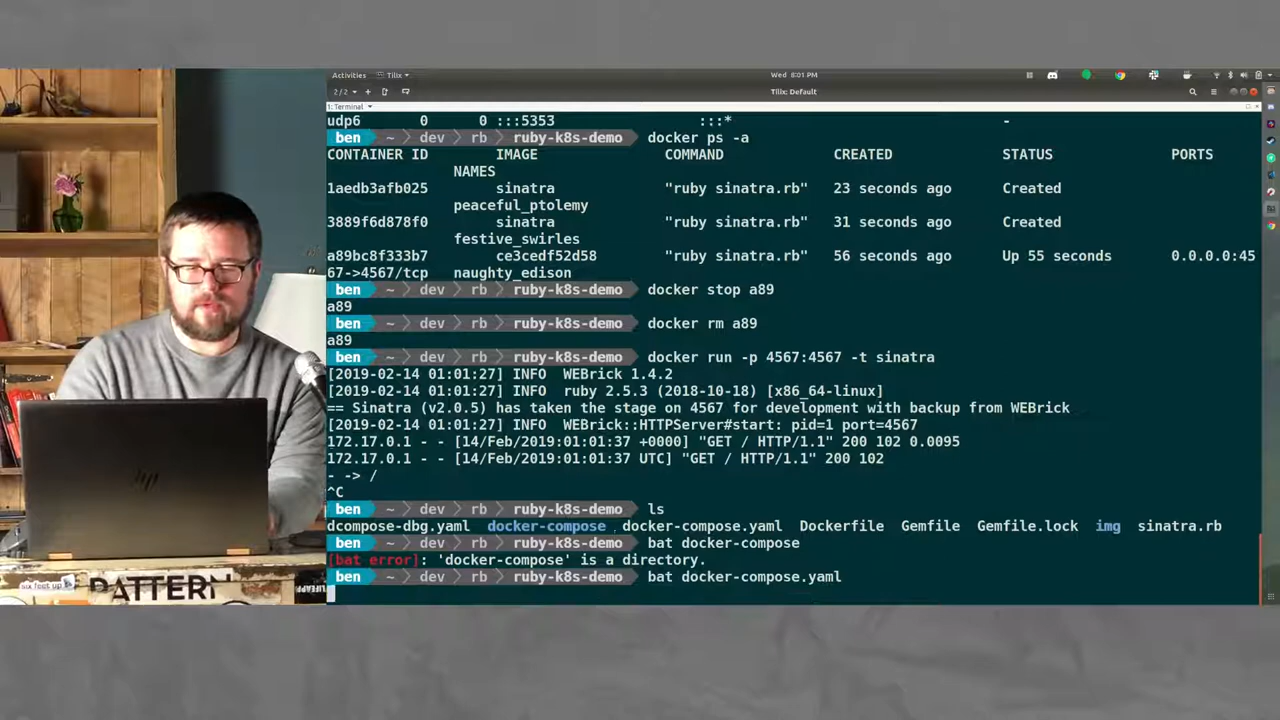 Activities Tilix Wed 8:01 PM
2/2 + Tilix: Default
1: Terminal
udp6 0 0 :::5353 :::* -
ben ~ dev rb ruby-k8s-demo docker ps -a
CONTAINER ID IMAGE COMMAND CREATED STATUS PORTS
NAMES
1aedb3afb025 sinatra "ruby sinatra.rb" 23 seconds ago Created
peaceful_ptolemy
3889f6d878f0 sinatra "ruby sinatra.rb" 31 seconds ago Created
festive_swirles
a89bc8f333b7 ce3cedf52d58 "ruby sinatra.rb" 56 seconds ago Up 55 seconds 0.0.0.0:45
67->4567/tcp naughty_edison
ben ~ dev rb ruby-k8s-demo docker stop a89
a89
ben ~ dev rb ruby-k8s-demo docker rm a89
a89
ben ~ dev rb ruby-k8s-demo docker run -p 4567:4567 -t sinatra
[2019-02-14 01:01:27] INFO  WEBrick 1.4.2
[2019-02-14 01:01:27] INFO  ruby 2.5.3 (2018-10-18) [x86_64-linux]
== Sinatra (v2.0.5) has taken the stage on 4567 for development with backup from WEBrick
[2019-02-14 01:01:27] INFO  WEBrick::HTTPServer#start: pid=1 port=4567
172.17.0.1 - - [14/Feb/2019:01:01:37 +0000] "GET / HTTP/1.1" 200 102 0.0095
172.17.0.1 - - [14/Feb/2019:01:01:37 UTC] "GET / HTTP/1.1" 200 102
- -> /
^C
ben ~ dev rb ruby-k8s-demo ls
dcompose-dbg.yaml docker-compose docker-compose.yaml Dockerfile Gemfile Gemfile.lock img sinatra.rb
ben ~ dev rb ruby-k8s-demo bat docker-compose
[bat error]: 'docker-compose' is a directory.
ben ~ dev rb ruby-k8s-demo bat docker-compose.yaml
hp
six feet up
PATTERN